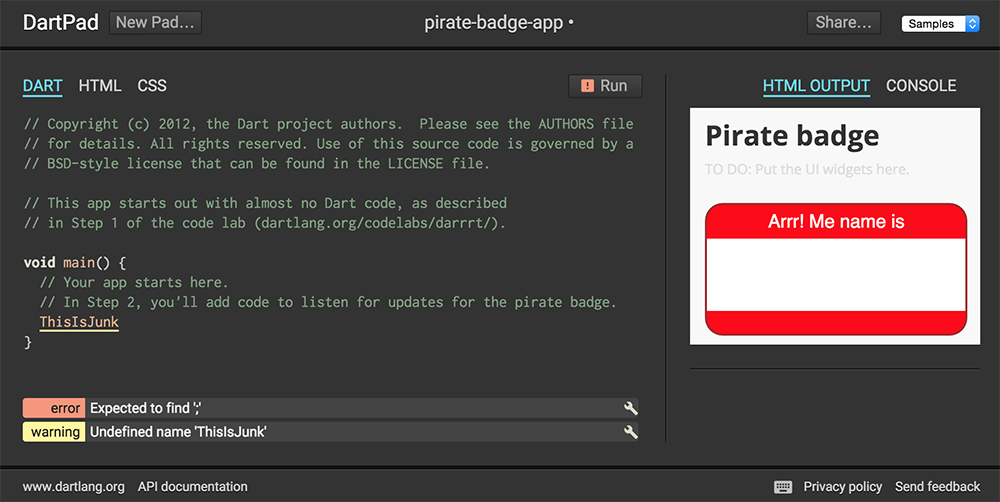 DartPad New Pad... pirate-badge-app • Share... Samples
DART HTML CSS Run HTML OUTPUT CONSOLE
// Copyright (c) 2012, the Dart project authors.  Please see the AUTHORS file
// for details. All rights reserved. Use of this source code is governed by a
// BSD-style license that can be found in the LICENSE file.
// This app starts out with almost no Dart code, as described
// in Step 1 of the code lab (dartlang.org/codelabs/darrrt/).
void main() {
  // Your app starts here.
  // In Step 2, you'll add code to listen for updates for the pirate badge.
  ThisIsJunk
}
error Expected to find ';'
warning Undefined name 'ThisIsJunk'
Pirate badge
TO DO: Put the UI widgets here.
Arrr! Me name is
www.dartlang.org API documentation Privacy policy Send feedback